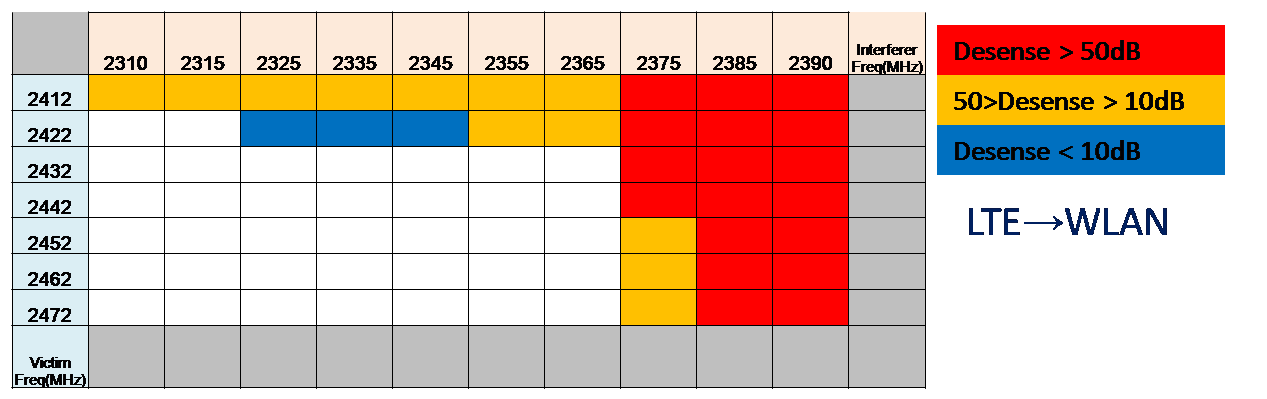 2310 2315 2325 2335 2345 2355 2365 2375 2385 2390 Interferer
Freq(MHz)
2412
2422
2432
2442
2452
2462
2472
Victim
Freq(MHz)
Desense > 50dB
50>Desense > 10dB
Desense < 10dB
LTE→WLAN